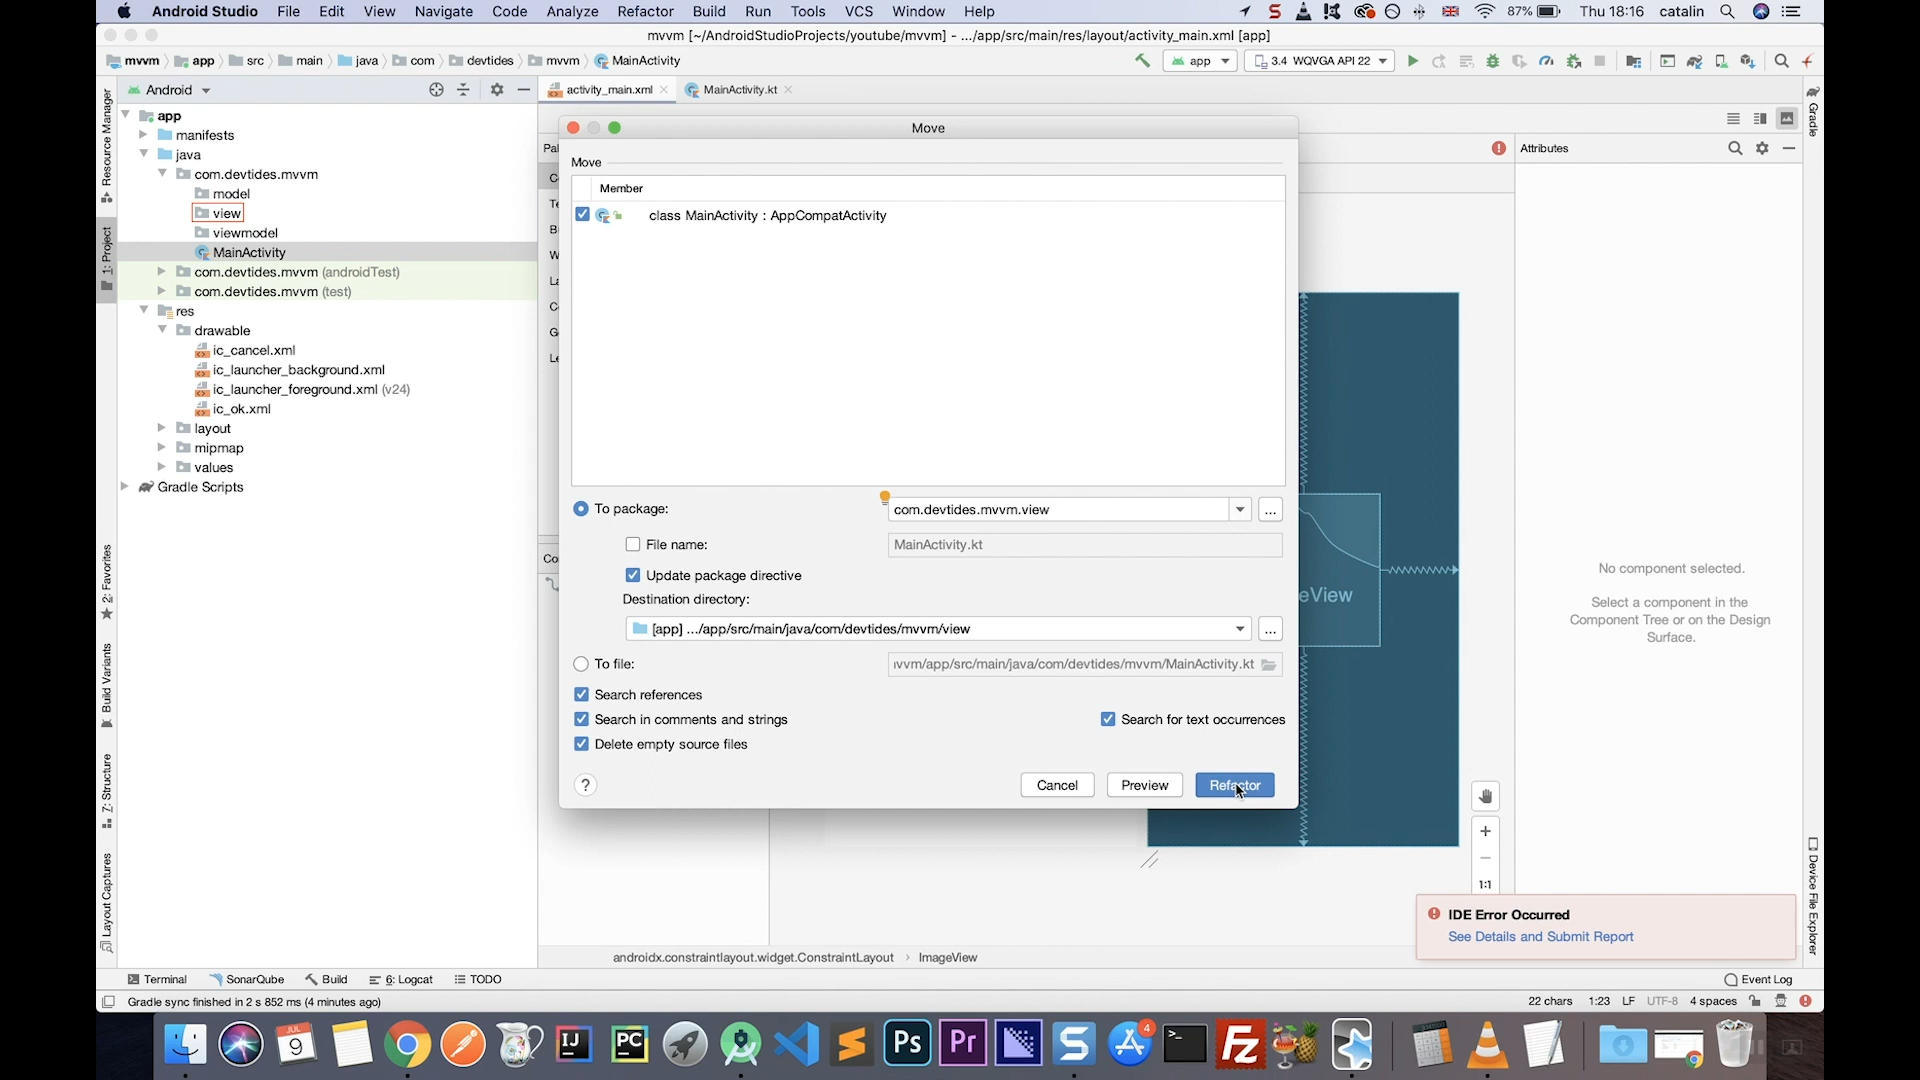 Android Studio File Edit View Navigate Code Analyze Refactor Build Run Tools VCS Window Help 87% Thu 18:16 catalin
mvvm [~/AndroidStudioProjects/youtube/mvvm] - .../app/src/main/res/layout/activity_main.xml [app]
mvvm app src main java com devtides mvvm MainActivity app 3.4 WQVGA API 22
Android activity_main.xml MainActivity.kt
Resource Manager
1: Project
2: Favorites
Build Variants
7: Structure
Layout Captures
app
manifests
java
com.devtides.mvvm
model
view
viewmodel
MainActivity
com.devtides.mvvm (androidTest)
com.devtides.mvvm (test)
res
drawable
ic_cancel.xml
ic_launcher_background.xml
ic_launcher_foreground.xml (v24)
ic_ok.xml
layout
mipmap
values
Gradle Scripts
Move
Move
Member
class MainActivity : AppCompatActivity
To package: com.devtides.mvvm.view ...
File name: MainActivity.kt
Update package directive
Destination directory:
[app] .../app/src/main/java/com/devtides/mvvm/view ...
To file: vvm/app/src/main/java/com/devtides/mvvm/MainActivity.kt
Search references
Search in comments and strings Search for text occurrences
Delete empty source files
? Cancel Preview Refactor
eView
1:1
Attributes
No component selected.
Select a component in the
Component Tree or on the Design
Surface.
Gradle
Device File Explorer
IDE Error Occurred
See Details and Submit Report
androidx.constraintlayout.widget.ConstraintLayout › ImageView
Terminal SonarQube Build 6: Logcat TODO Event Log
Gradle sync finished in 2 s 852 ms (4 minutes ago) 22 chars 1:23 LF UTF-8 4 spaces
JUL
9
IJ
PC
Ps
Pr
S
4
Fz